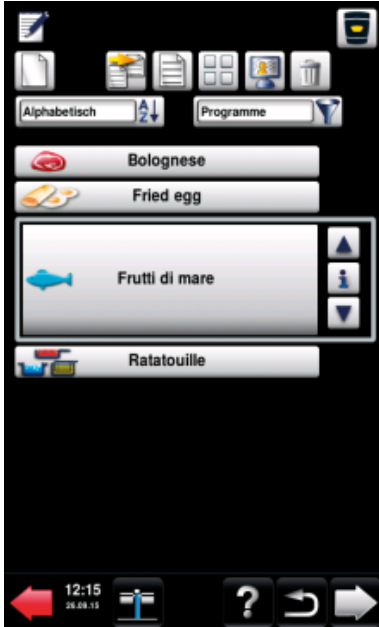 Alphabetisch
A
Z
Programme
Bolognese
Fried egg
Frutti di mare
i
Ratatouille
12:15
26.08.15
?